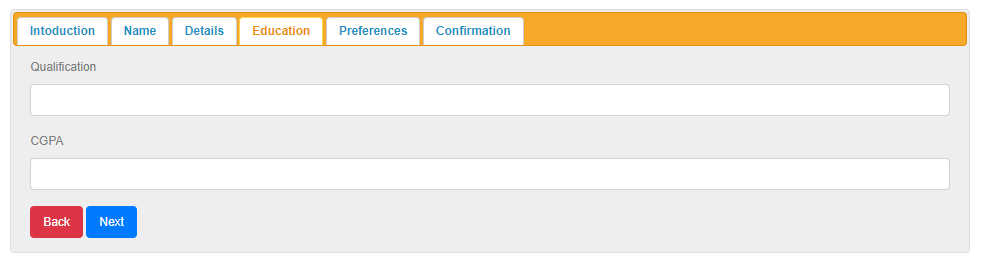 Intoduction Name Details Education Preferences Confirmation
Qualification
CGPA
Back Next